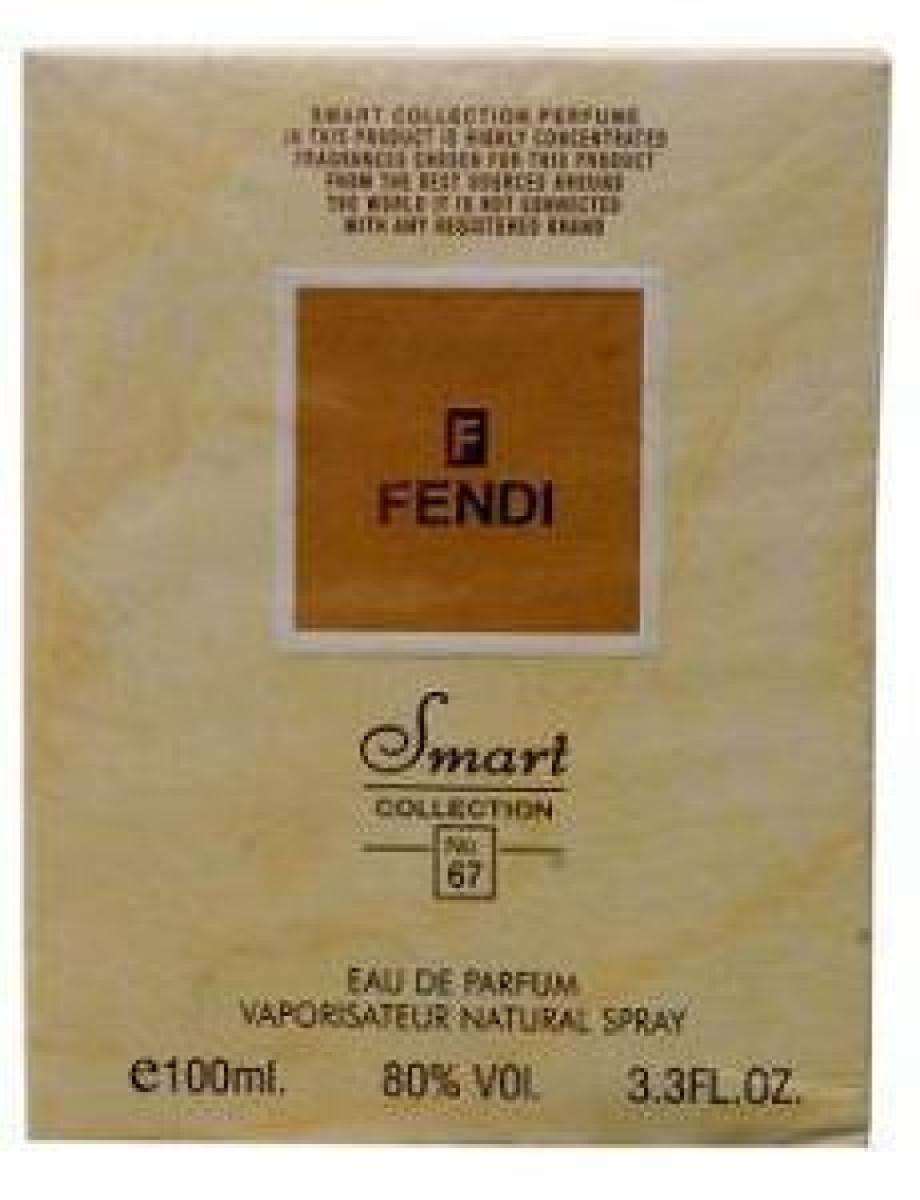 SMART COLLECTION PERFUME
IN THIS PRODUCT IS HIGHLY CONCENTRATED
FRAGRANCES CHOSEN FOR THIS PRODUCT
FROM THE BEST SOURCES AROUND
THE WORLD IT IS NOT CONNECTED
WITH ANY REGISTERED BRAND
F
FENDI
Smart
COLLECTION
No.
67
EAU DE PARFUM
VAPORISATEUR NATURAL SPRAY
e100ml. 80% VOL. 3.3FL.OZ.